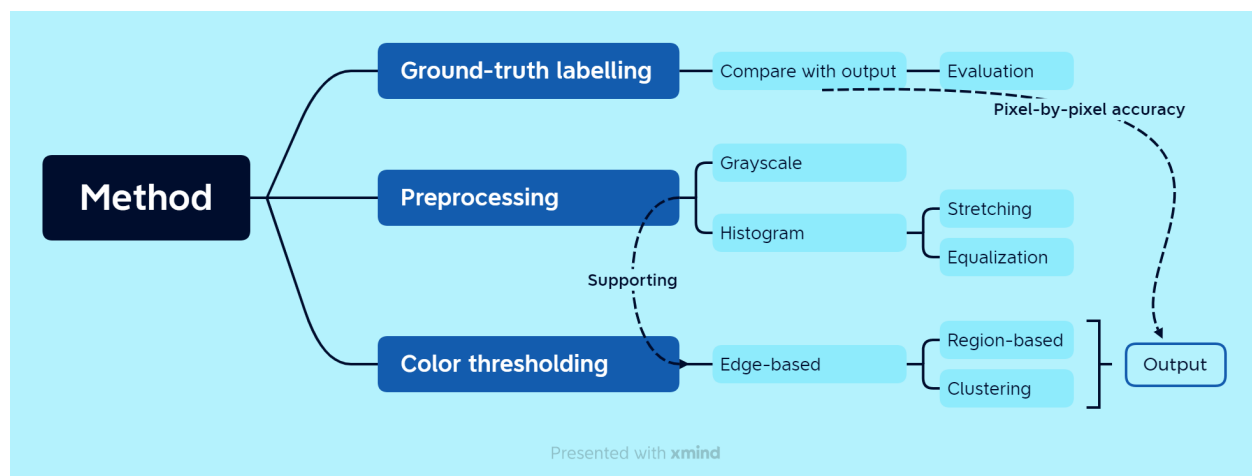 Method
Ground-truth labelling
Compare with output
Evaluation
Pixel-by-pixel accuracy
Preprocessing
Grayscale
Histogram
Stretching
Equalization
Supporting
Color thresholding
Edge-based
Region-based
Clustering
Output
Presented with xmind